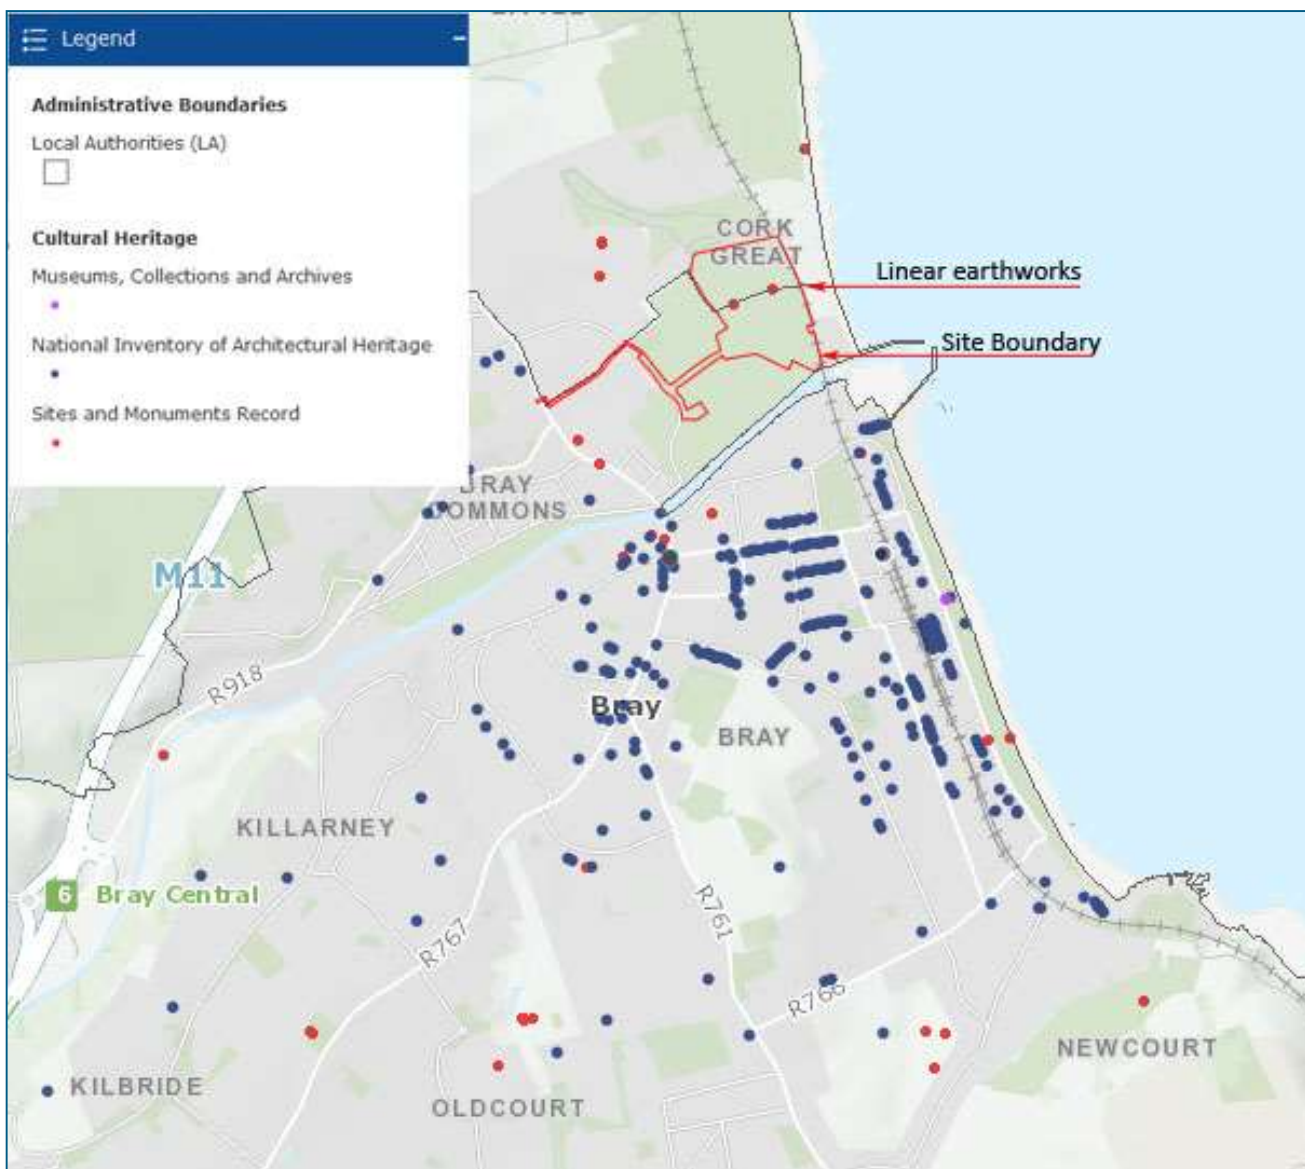 Legend
Administrative Boundaries
Local Authorities (LA)
Cultural Heritage
Museums, Collections and Archives
National Inventory of Architectural Heritage
Sites and Monuments Record
CORK
GREAT
Linear earthworks
Site Boundary
BRAY
COMMONS
M11
R918
Bray
BRAY
KILLARNEY
6 Bray Central
R767
R761
R766
NEWCOURT
KILBRIDE
OLDCOURT